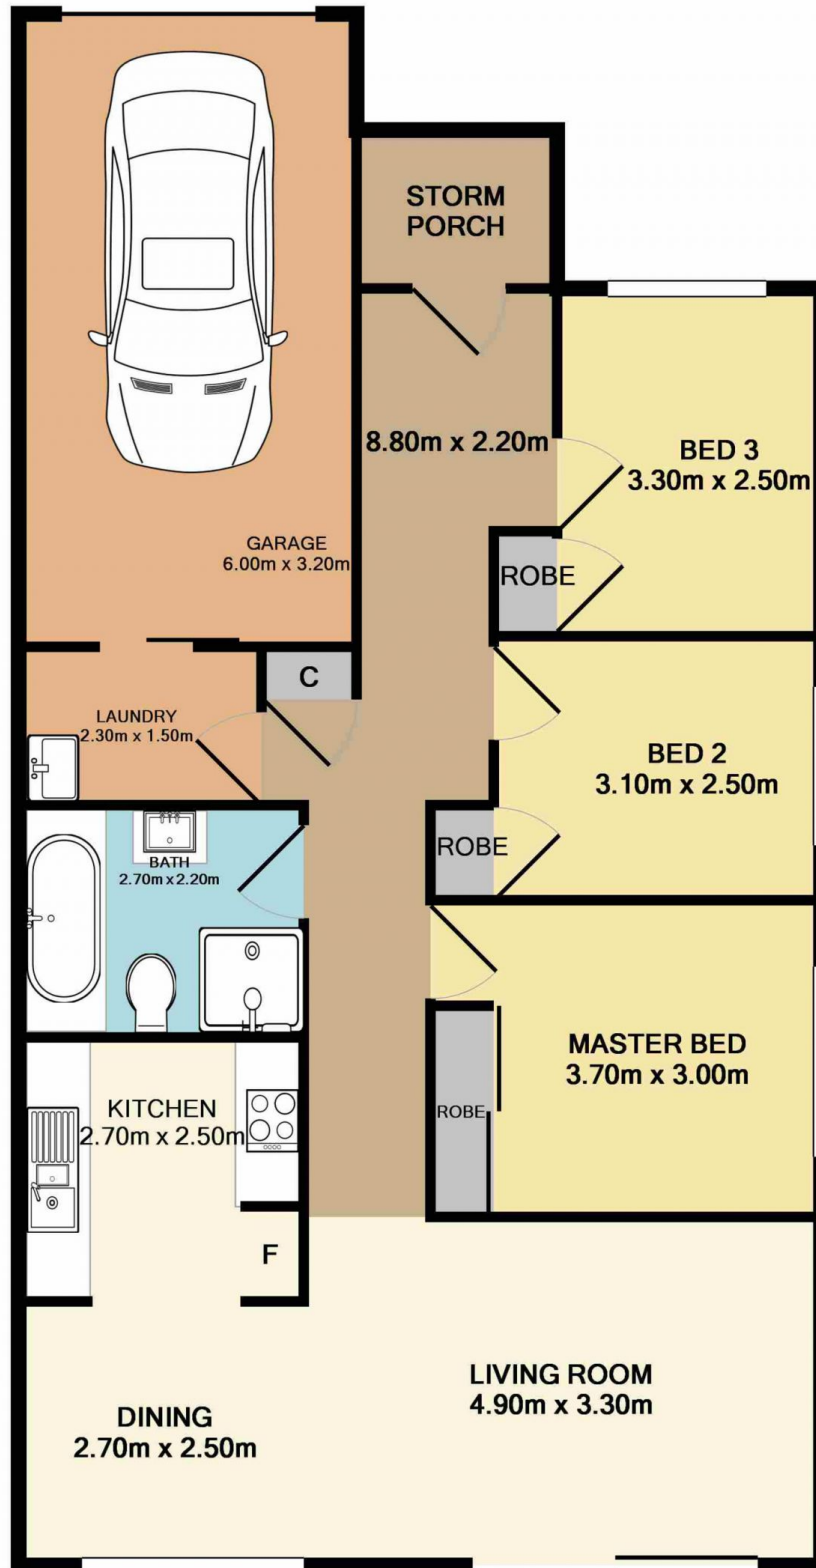 STORM
PORCH
8.80m x 2.20m
BED 3
3.30m x 2.50m
GARAGE
6.00m x 3.20m
ROBE
C
LAUNDRY
2.30m x 1.50m
BED 2
3.10m x 2.50m
ROBE
BATH
2.70m x 2.20m
MASTER BED
3.70m x 3.00m
ROBE
KITCHEN
2.70m x 2.50m
F
LIVING ROOM
4.90m x 3.30m
DINING
2.70m x 2.50m